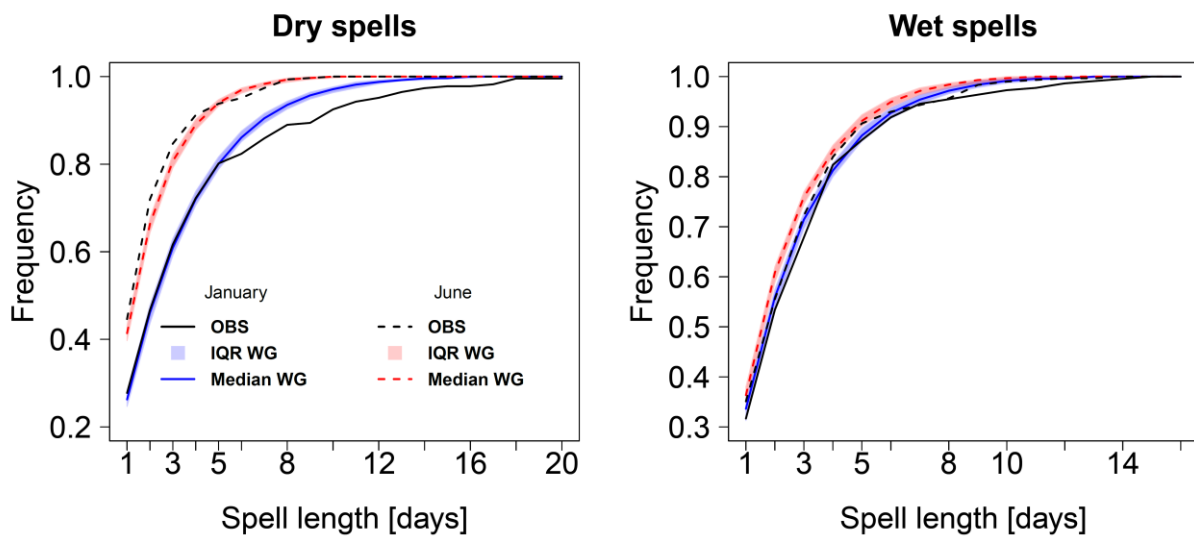 Dry spells
Frequency
1.0
0.8
0.6
0.4
0.2
January June
OBS OBS
IQR WG IQR WG
Median WG Median WG
1 3 5 8 12 16 20
Spell length [days]
Wet spells
Frequency
1.0
0.9
0.8
0.7
0.6
0.5
0.4
0.3
1 3 5 8 10 14
Spell length [days]